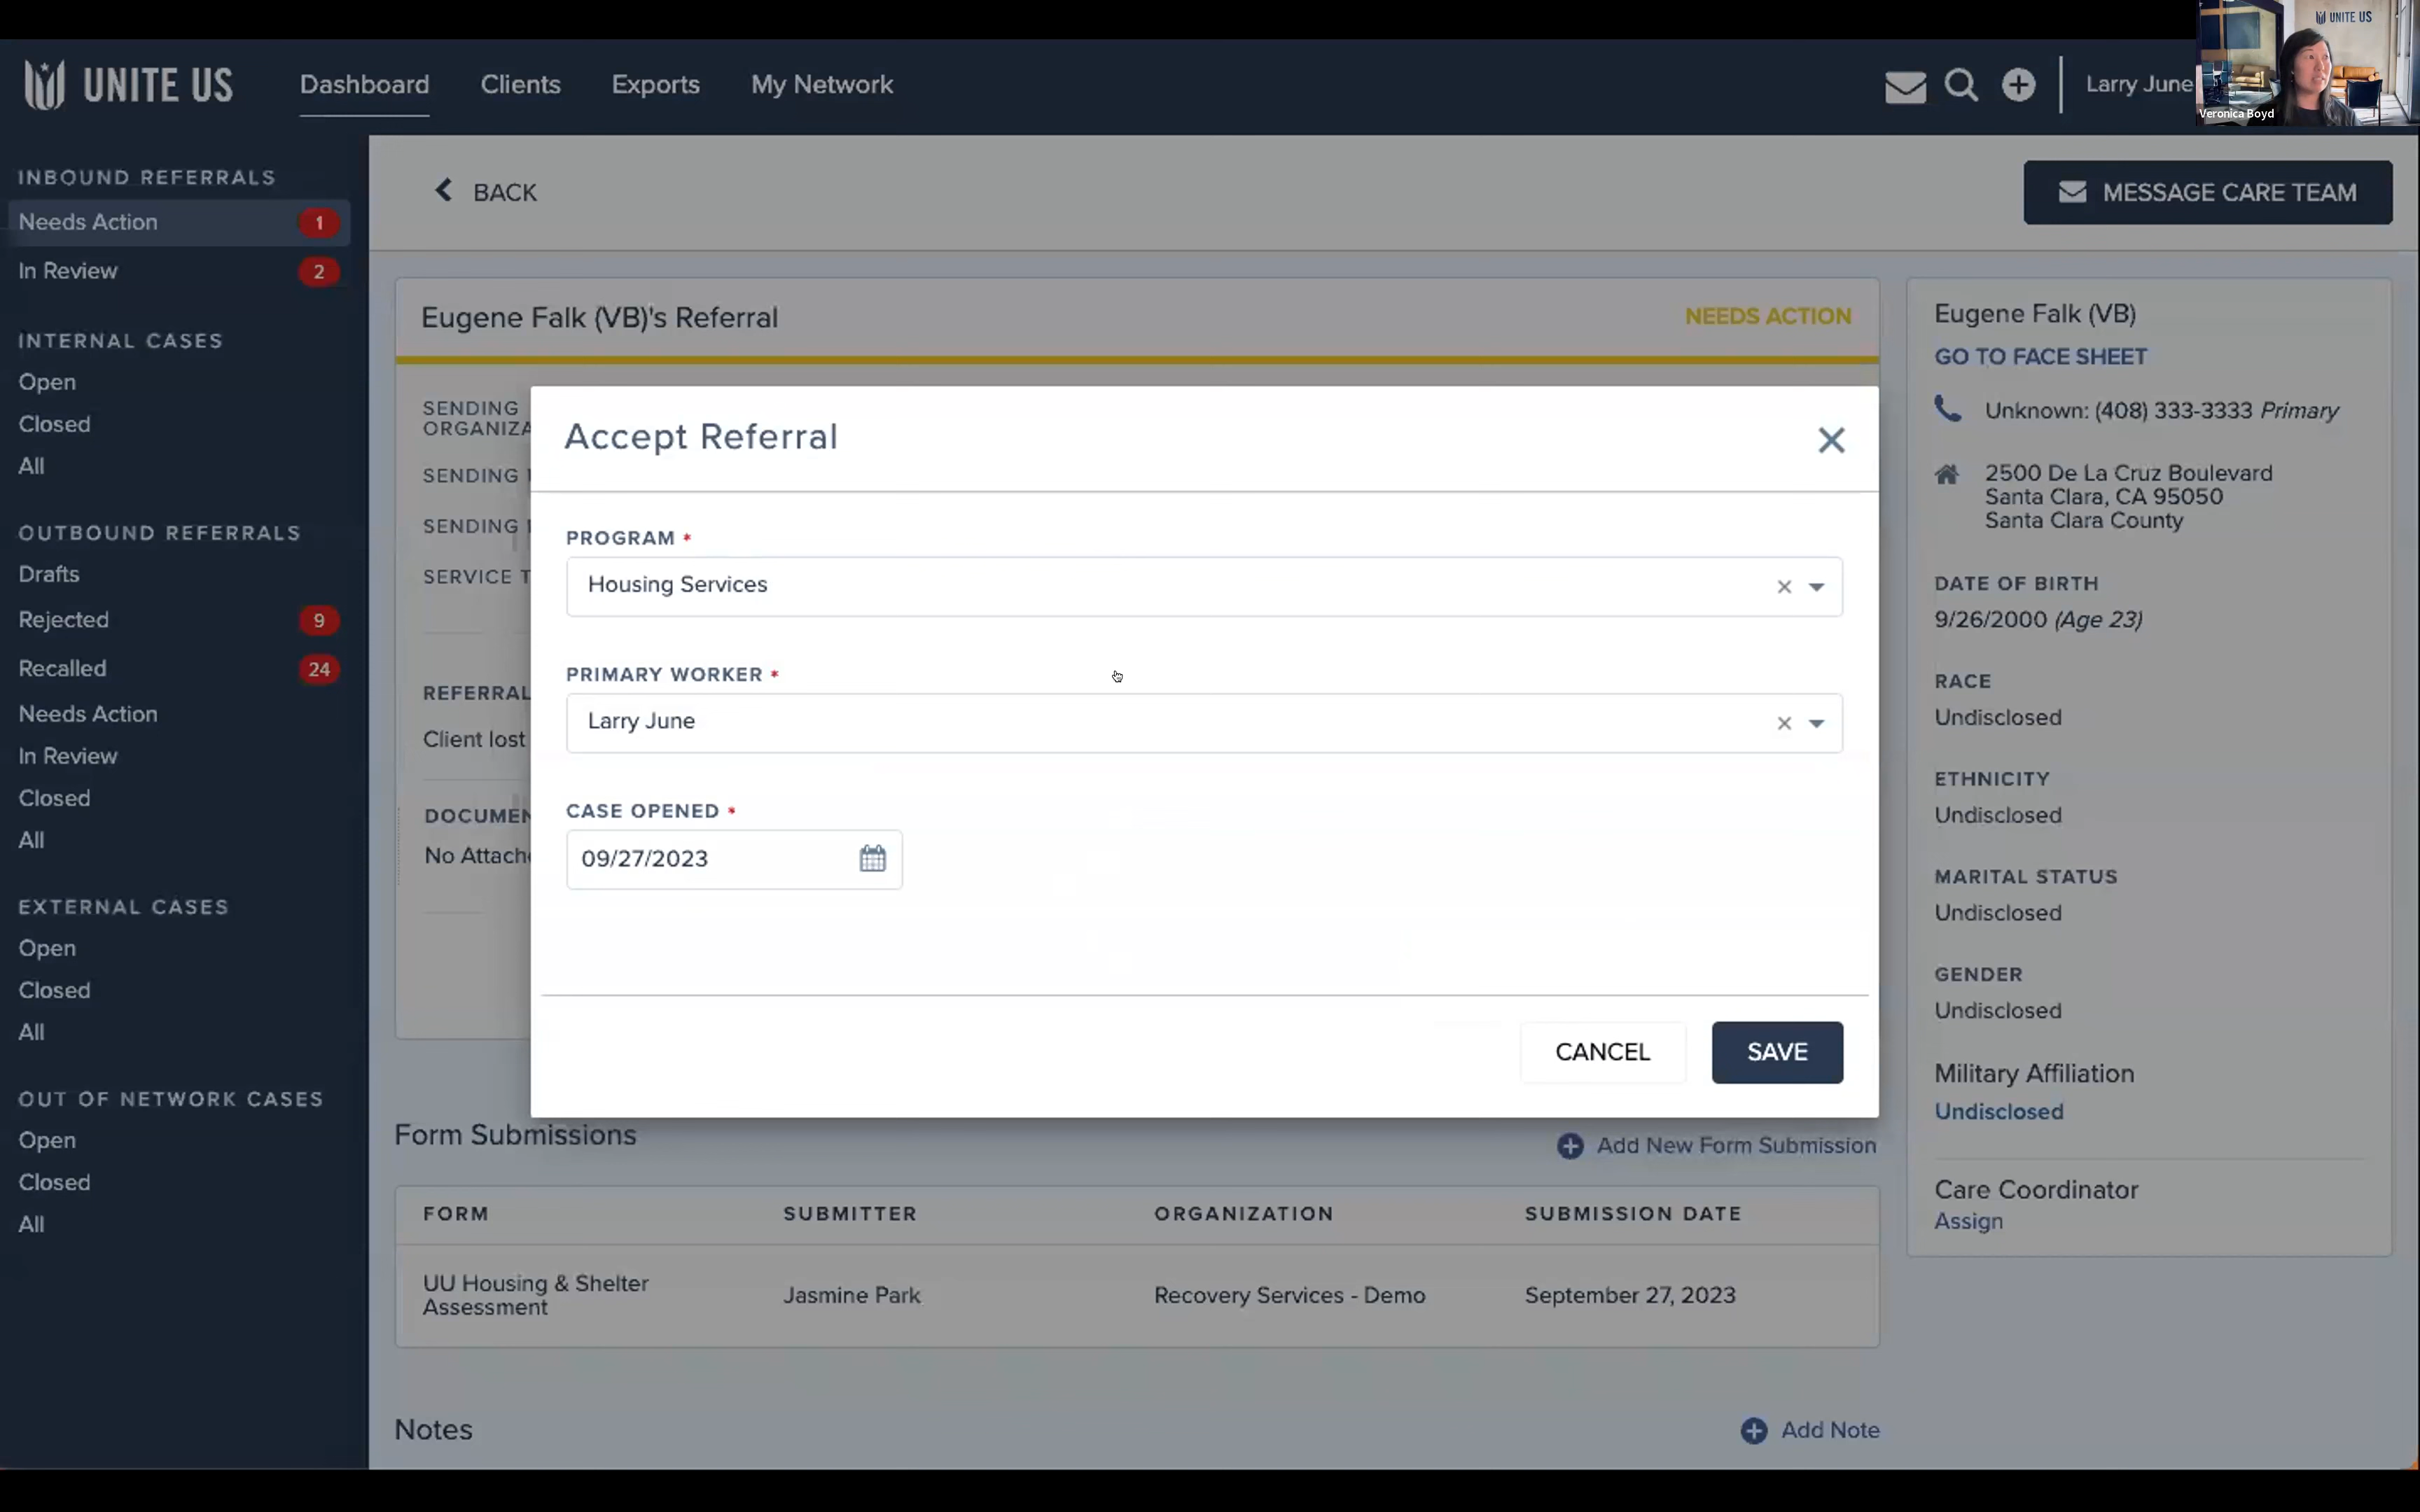 UNITE US
Dashboard
Clients
Exports
My Network
Larry June
UNITE US
Veronica Boyd
INBOUND REFERRALS
Needs Action 1
In Review 2
INTERNAL CASES
Open
Closed
All
OUTBOUND REFERRALS
Drafts
Rejected 9
Recalled 24
Needs Action
In Review
Closed
All
EXTERNAL CASES
Open
Closed
All
OUT OF NETWORK CASES
Open
Closed
All
BACK
MESSAGE CARE TEAM
Eugene Falk (VB)'s Referral
NEEDS ACTION
SENDING
ORGANIZA
SENDING
SENDING
SERVICE T
REFERRAL
Client lost
DOCUMEN
No Attach
Accept Referral
PROGRAM *
Housing Services
PRIMARY WORKER *
Larry June
CASE OPENED *
09/27/2023
CANCEL
SAVE
Form Submissions
Add New Form Submission
FORM SUBMITTER ORGANIZATION SUBMISSION DATE
UU Housing & Shelter
Assessment
Jasmine Park
Recovery Services - Demo
September 27, 2023
Notes
Add Note
Eugene Falk (VB)
GO TO FACE SHEET
Unknown: (408) 333-3333 Primary
2500 De La Cruz Boulevard
Santa Clara, CA 95050
Santa Clara County
DATE OF BIRTH
9/26/2000 (Age 23)
RACE
Undisclosed
ETHNICITY
Undisclosed
MARITAL STATUS
Undisclosed
GENDER
Undisclosed
Military Affiliation
Undisclosed
Care Coordinator
Assign